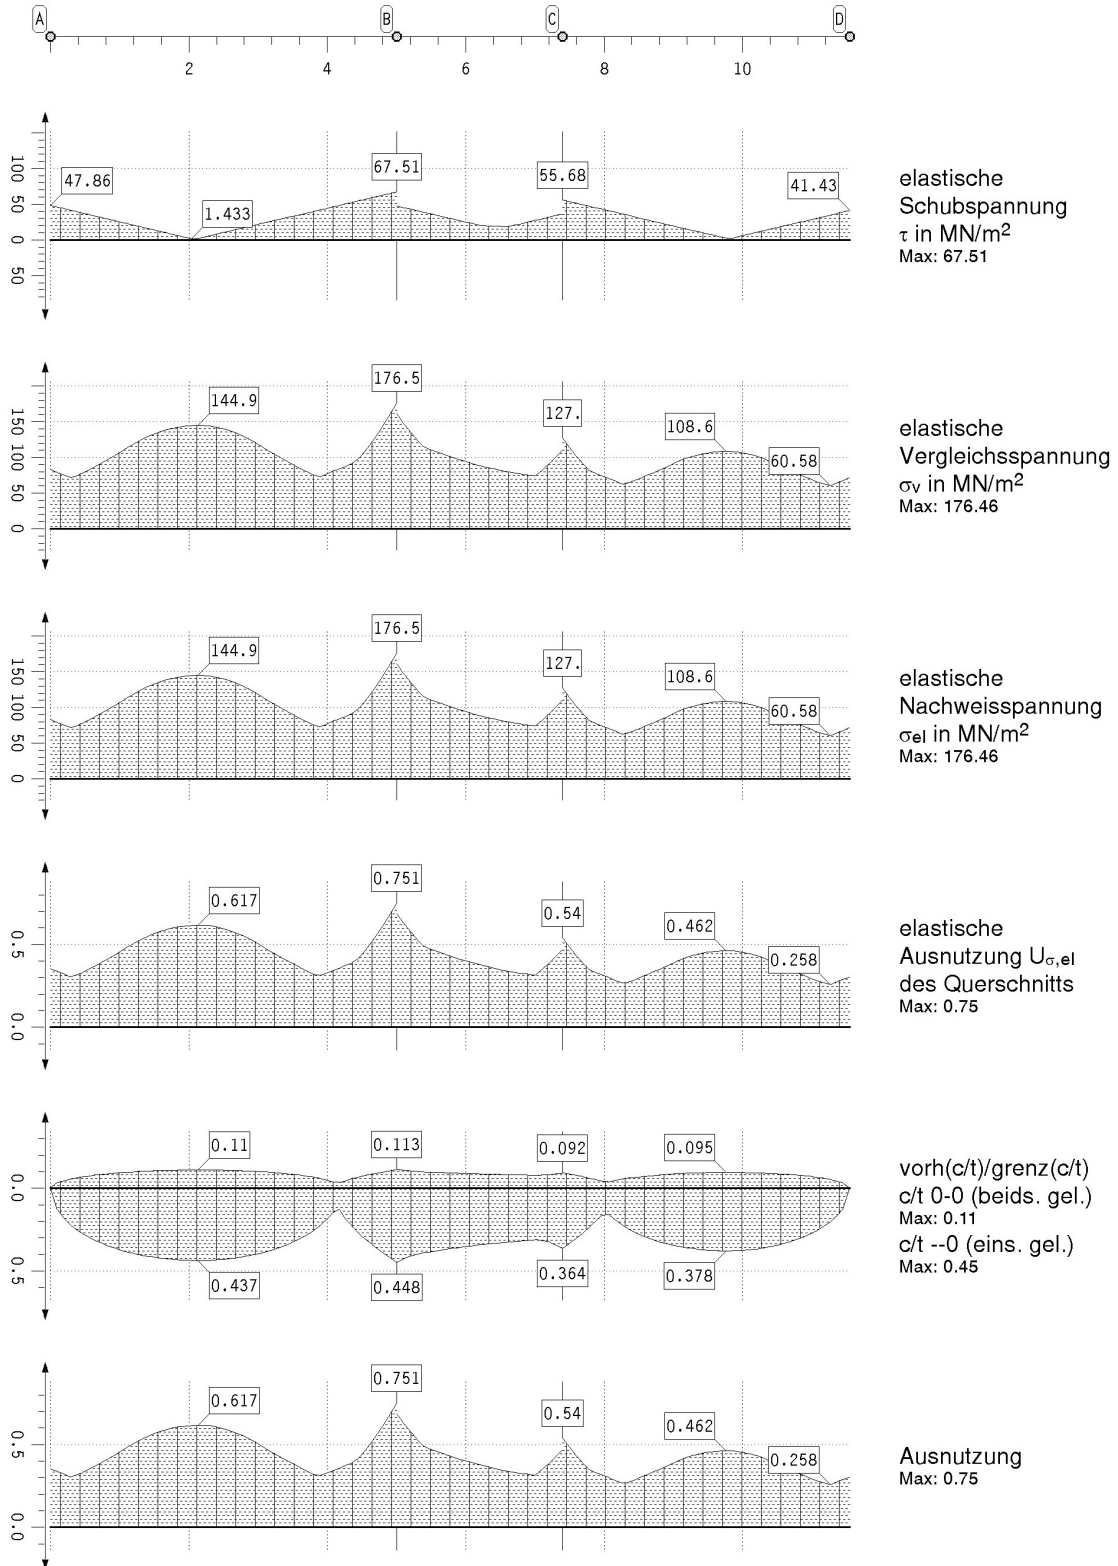 A B C D
2 4 6 8 10
100
50
0
50
47.86
1.433
67.51
55.68
41.43
elastische
Schubspannung
τ in MN/m²
Max: 67.51
150
100
50
0
144.9
176.5
127.
108.6
60.58
elastische
Vergleichsspannung
σv in MN/m²
Max: 176.46
150
100
50
0
144.9
176.5
127.
108.6
60.58
elastische
Nachweisspannung
σel in MN/m²
Max: 176.46
0.5
0.0
0.617
0.751
0.54
0.462
0.258
elastische
Ausnutzung Uσ,el
des Querschnitts
Max: 0.75
0.0
0.5
0.11
0.113
0.092
0.095
0.437
0.448
0.364
0.378
vorh(c/t)/grenz(c/t)
c/t 0-0 (beids. gel.)
Max: 0.11
c/t --0 (eins. gel.)
Max: 0.45
0.5
0.0
0.617
0.751
0.54
0.462
0.258
Ausnutzung
Max: 0.75